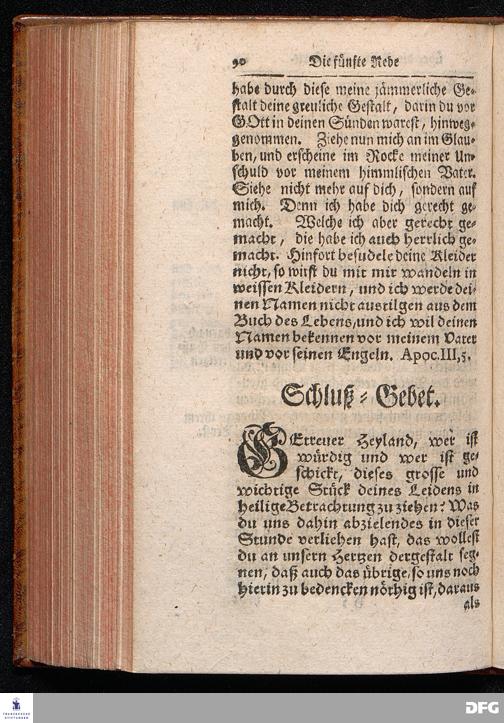 90 Die fünfte Rede
habe durch diese meine jämmerliche Ge-
stalt deine greuliche Gestalt, darin du vor
GOtt in deinen Sünden warest, hinweg-
genommen. Ziehe nun mich an im Glau-
ben, und erscheine im Rocke meiner Un-
schuld vor meinem himmlischen Vater.
Siehe nicht mehr auf dich, sondern auf
mich. Denn ich habe dich gerecht ge-
macht. Welche ich aber gerecht ge-
macht, die habe ich auch herrlich ge-
macht. Hinfort besudele deine Kleider
nicht, so wirst du mit mir wandeln in
weissen Kleidern, und ich werde dei-
nen Namen nicht austilgen aus dem
Buch des Lebens, und ich wil deinen
Namen bekennen vor meinem Vater
und vor seinen Engeln. Apoc. III, 5.
Schluß-Gebet.
GEtreuer Heyland, wer ist
würdig und wer ist ge-
schickt, dieses grosse und
wichtige Stück deines Leidens in
heilige Betrachtung zu ziehen? Was
du uns dahin abzielendes in dieser
Stunde verliehen hast, das wollest
du an unsern Hertzen dergestalt seg-
nen, daß auch das übrige, so uns noch
hierin zu bedencken nöthig ist, daraus
als
FRANCKESCHE
STIFTUNGEN
DFG